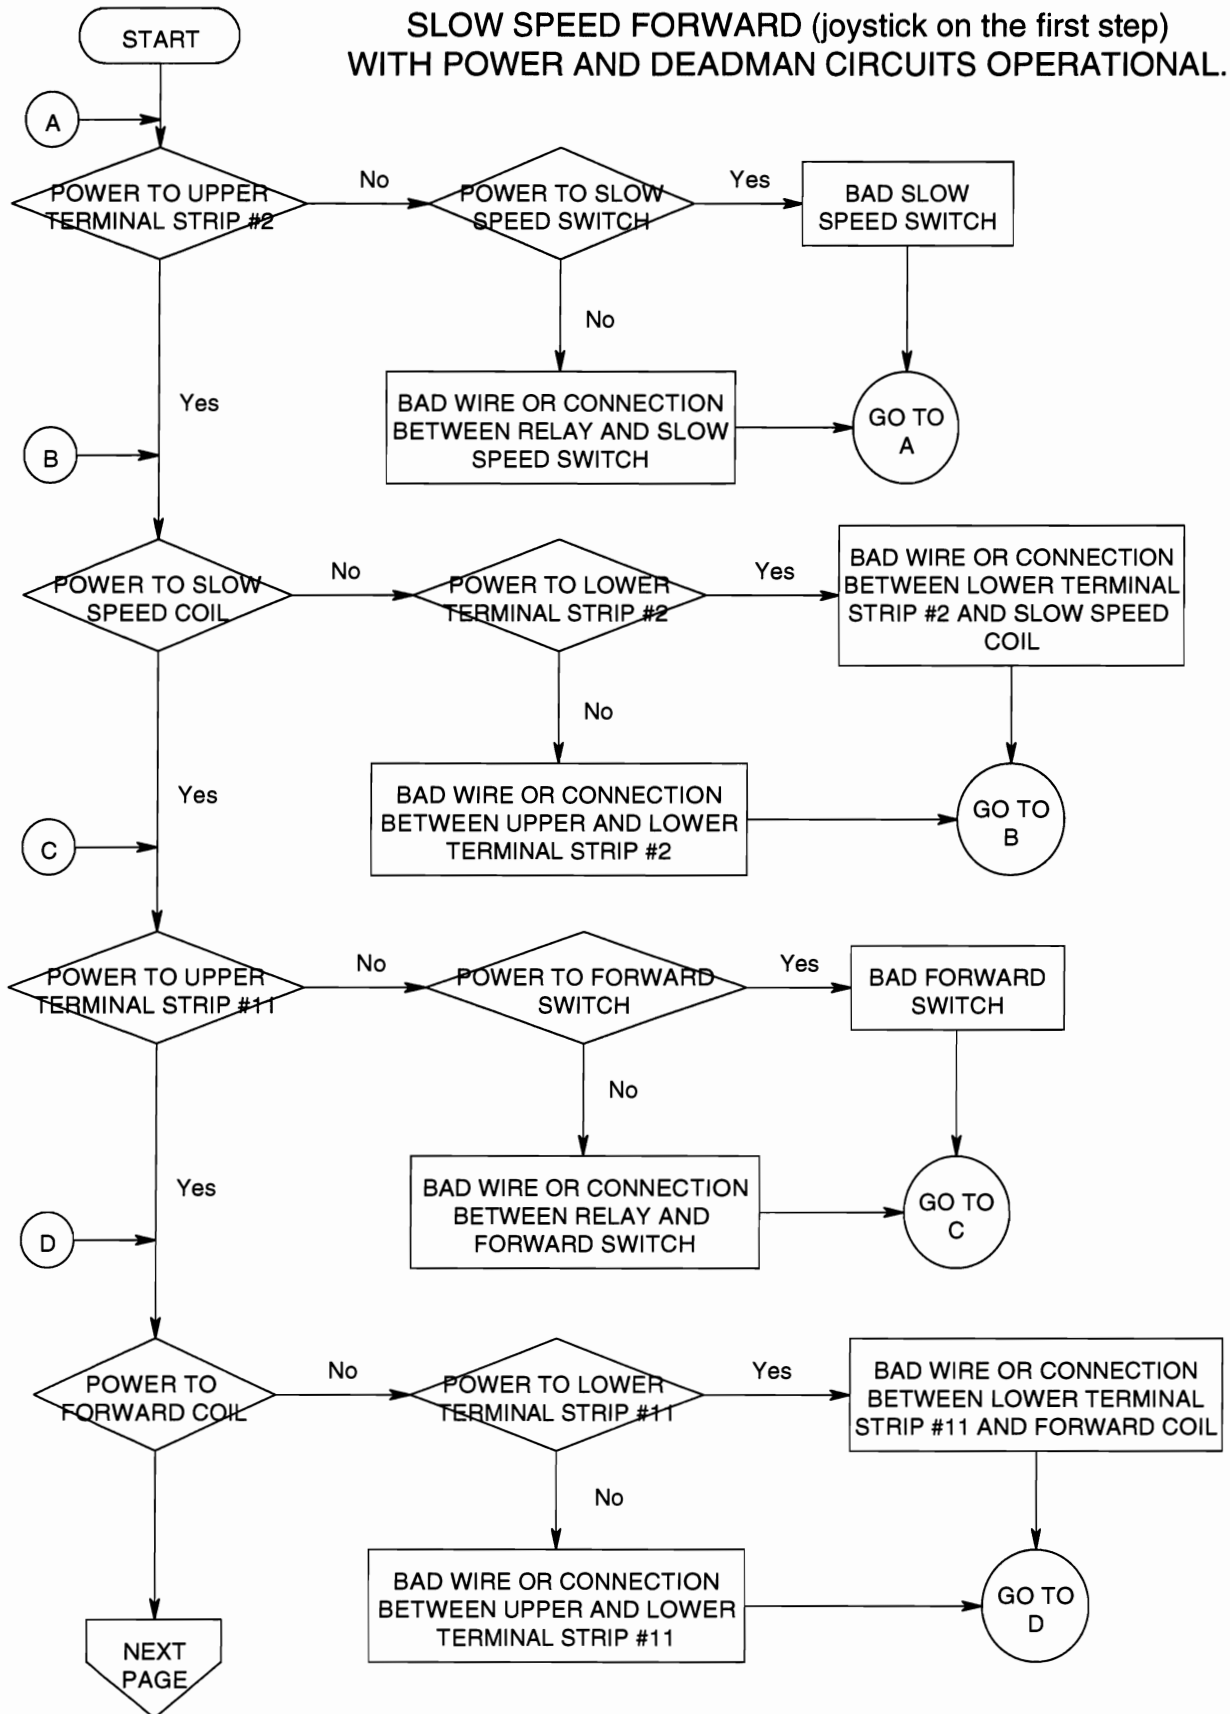 SLOW SPEED FORWARD (joystick on the first step)
WITH POWER AND DEADMAN CIRCUITS OPERATIONAL.
START
A
POWER TO UPPER
TERMINAL STRIP #2
No
POWER TO SLOW
SPEED SWITCH
Yes
BAD SLOW
SPEED SWITCH
No
Yes
BAD WIRE OR CONNECTION
BETWEEN RELAY AND SLOW
SPEED SWITCH
GO TO
A
B
POWER TO SLOW
SPEED COIL
No
POWER TO LOWER
TERMINAL STRIP #2
Yes
BAD WIRE OR CONNECTION
BETWEEN LOWER TERMINAL
STRIP #2 AND SLOW SPEED
COIL
No
Yes
BAD WIRE OR CONNECTION
BETWEEN UPPER AND LOWER
TERMINAL STRIP #2
GO TO
B
C
POWER TO UPPER
TERMINAL STRIP #11
No
POWER TO FORWARD
SWITCH
Yes
BAD FORWARD
SWITCH
No
Yes
BAD WIRE OR CONNECTION
BETWEEN RELAY AND
FORWARD SWITCH
GO TO
C
D
POWER TO
FORWARD COIL
No
POWER TO LOWER
TERMINAL STRIP #11
Yes
BAD WIRE OR CONNECTION
BETWEEN LOWER TERMINAL
STRIP #11 AND FORWARD COIL
No
BAD WIRE OR CONNECTION
BETWEEN UPPER AND LOWER
TERMINAL STRIP #11
GO TO
D
NEXT
PAGE